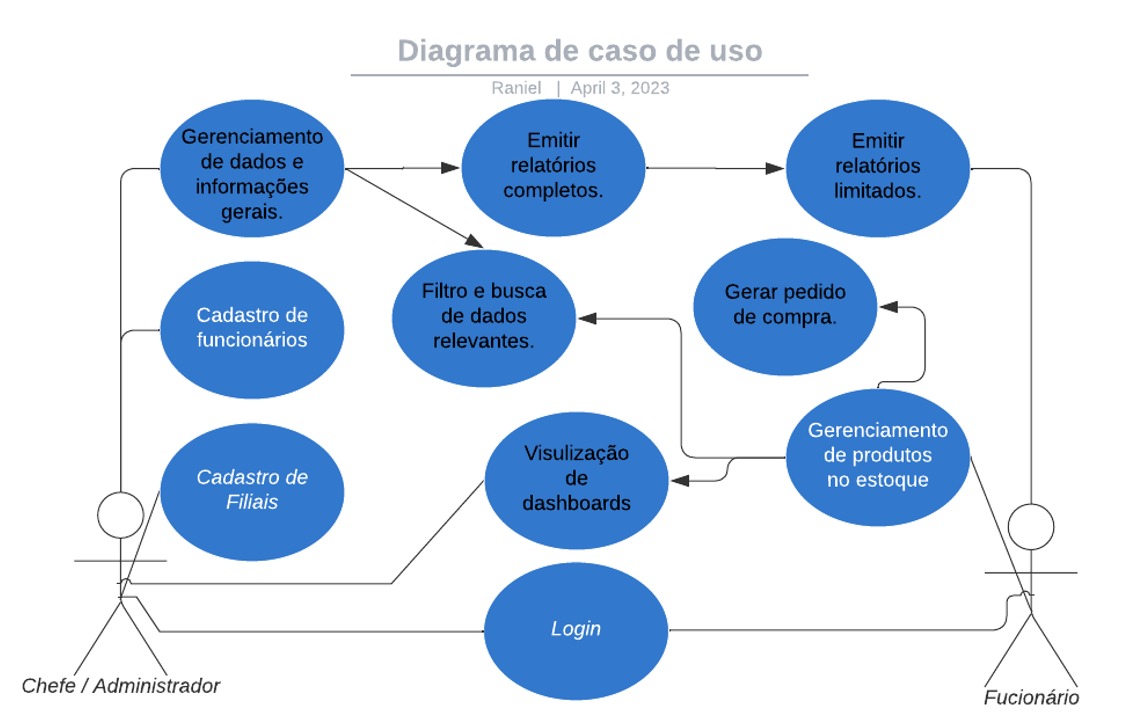 Diagrama de caso de uso
Raniel | April 3, 2023
Gerenciamento
de dados e
informações
gerais.
Emitir
relatórios
completos.
Emitir
relatórios
limitados.
Cadastro de
funcionários
Filtro e busca
de dados
relevantes.
Gerar pedido
de compra.
Cadastro de
Filiais
Visulização
de
dashboards
Gerenciamento
de produtos
no estoque
Login
Chefe / Administrador
Fucionário